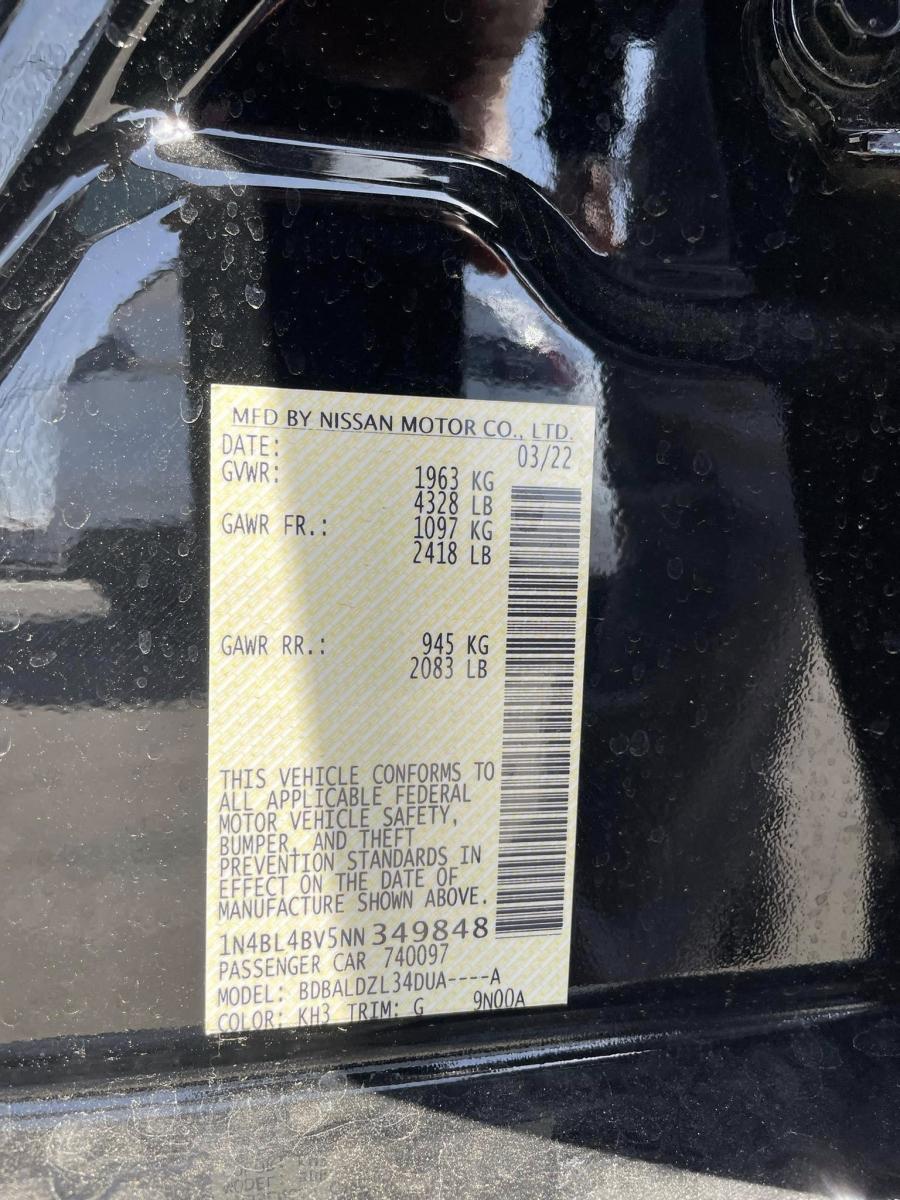 MFD BY NISSAN MOTOR CO., LTD.
DATE: 03/22
GVWR: 1963 KG
4328 LB
GAWR FR.: 1097 KG
2418 LB
GAWR RR.: 945 KG
2083 LB
THIS VEHICLE CONFORMS TO
ALL APPLICABLE FEDERAL
MOTOR VEHICLE SAFETY,
BUMPER, AND THEFT
PREVENTION STANDARDS IN
EFFECT ON THE DATE OF
MANUFACTURE SHOWN ABOVE.
1N4BL4BV5NN349848
PASSENGER CAR 740097
MODEL: BDBALDZL34DUA----A
COLOR: KH3 TRIM: G 9N00A